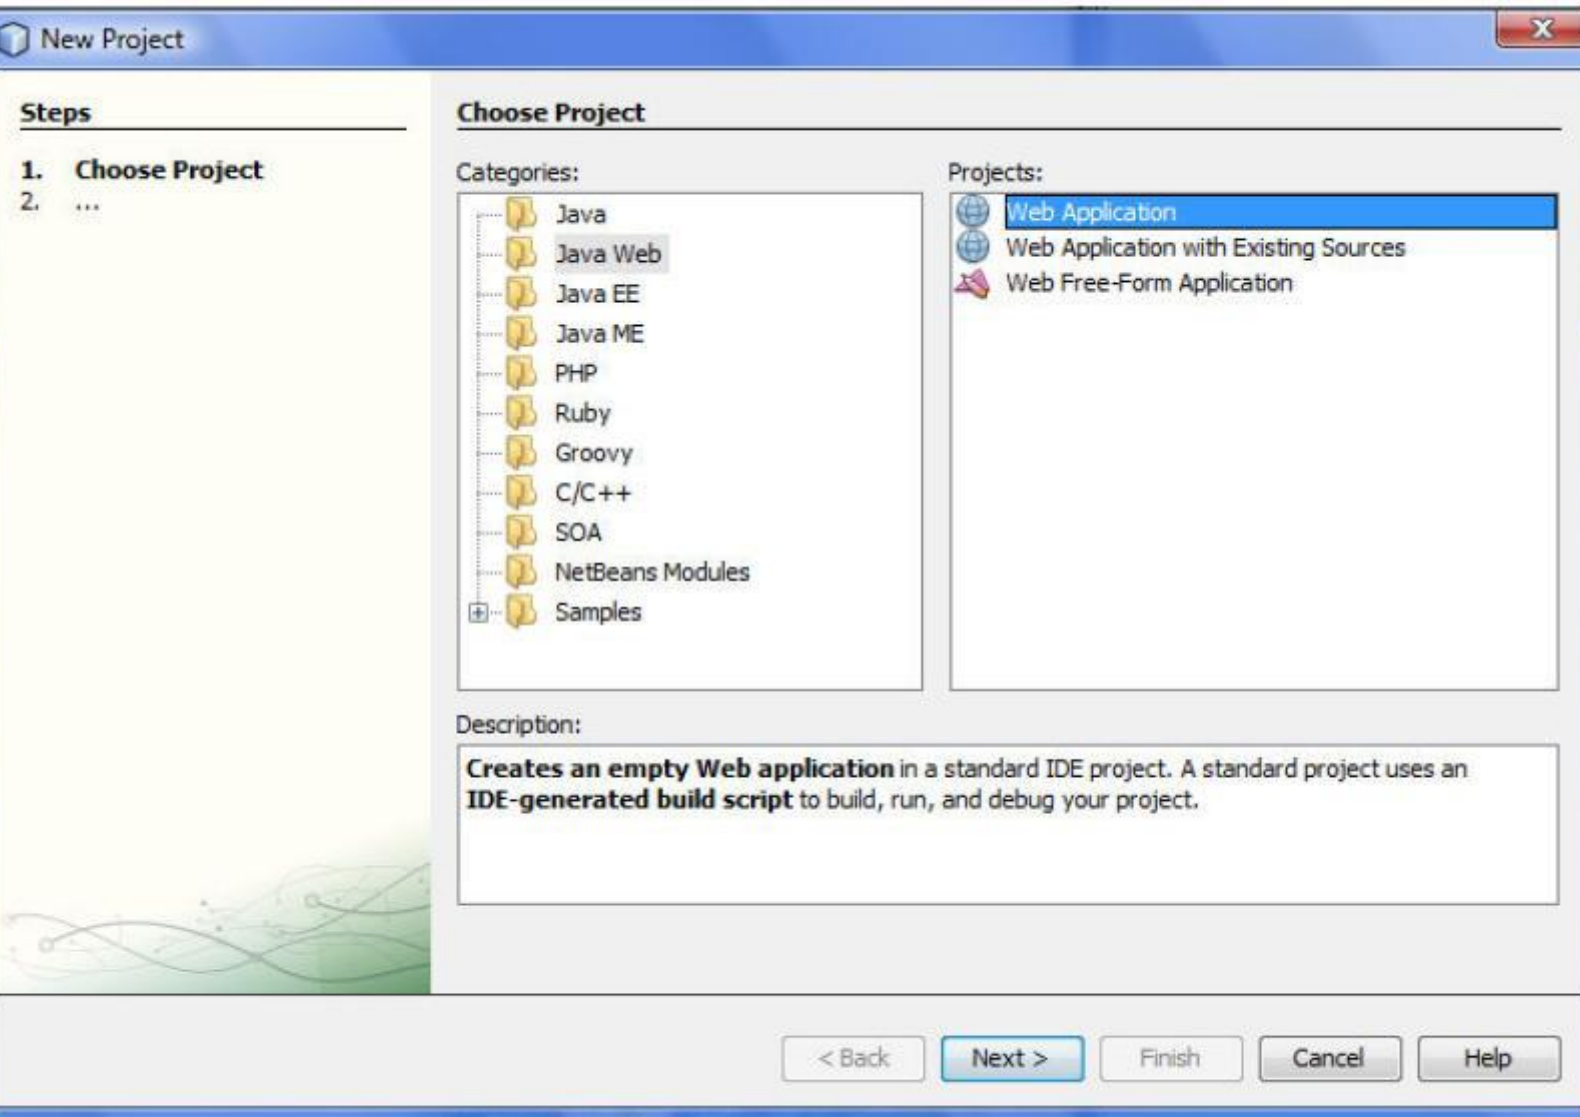 New Project
X
Steps
1. Choose Project
2. ...
Choose Project
Categories:
Java
Java Web
Java EE
Java ME
PHP
Ruby
Groovy
C/C++
SOA
NetBeans Modules
Samples
Projects:
Web Application
Web Application with Existing Sources
Web Free-Form Application
Description:
Creates an empty Web application in a standard IDE project. A standard project uses an
IDE-generated build script to build, run, and debug your project.
< Back Next > Finish Cancel Help